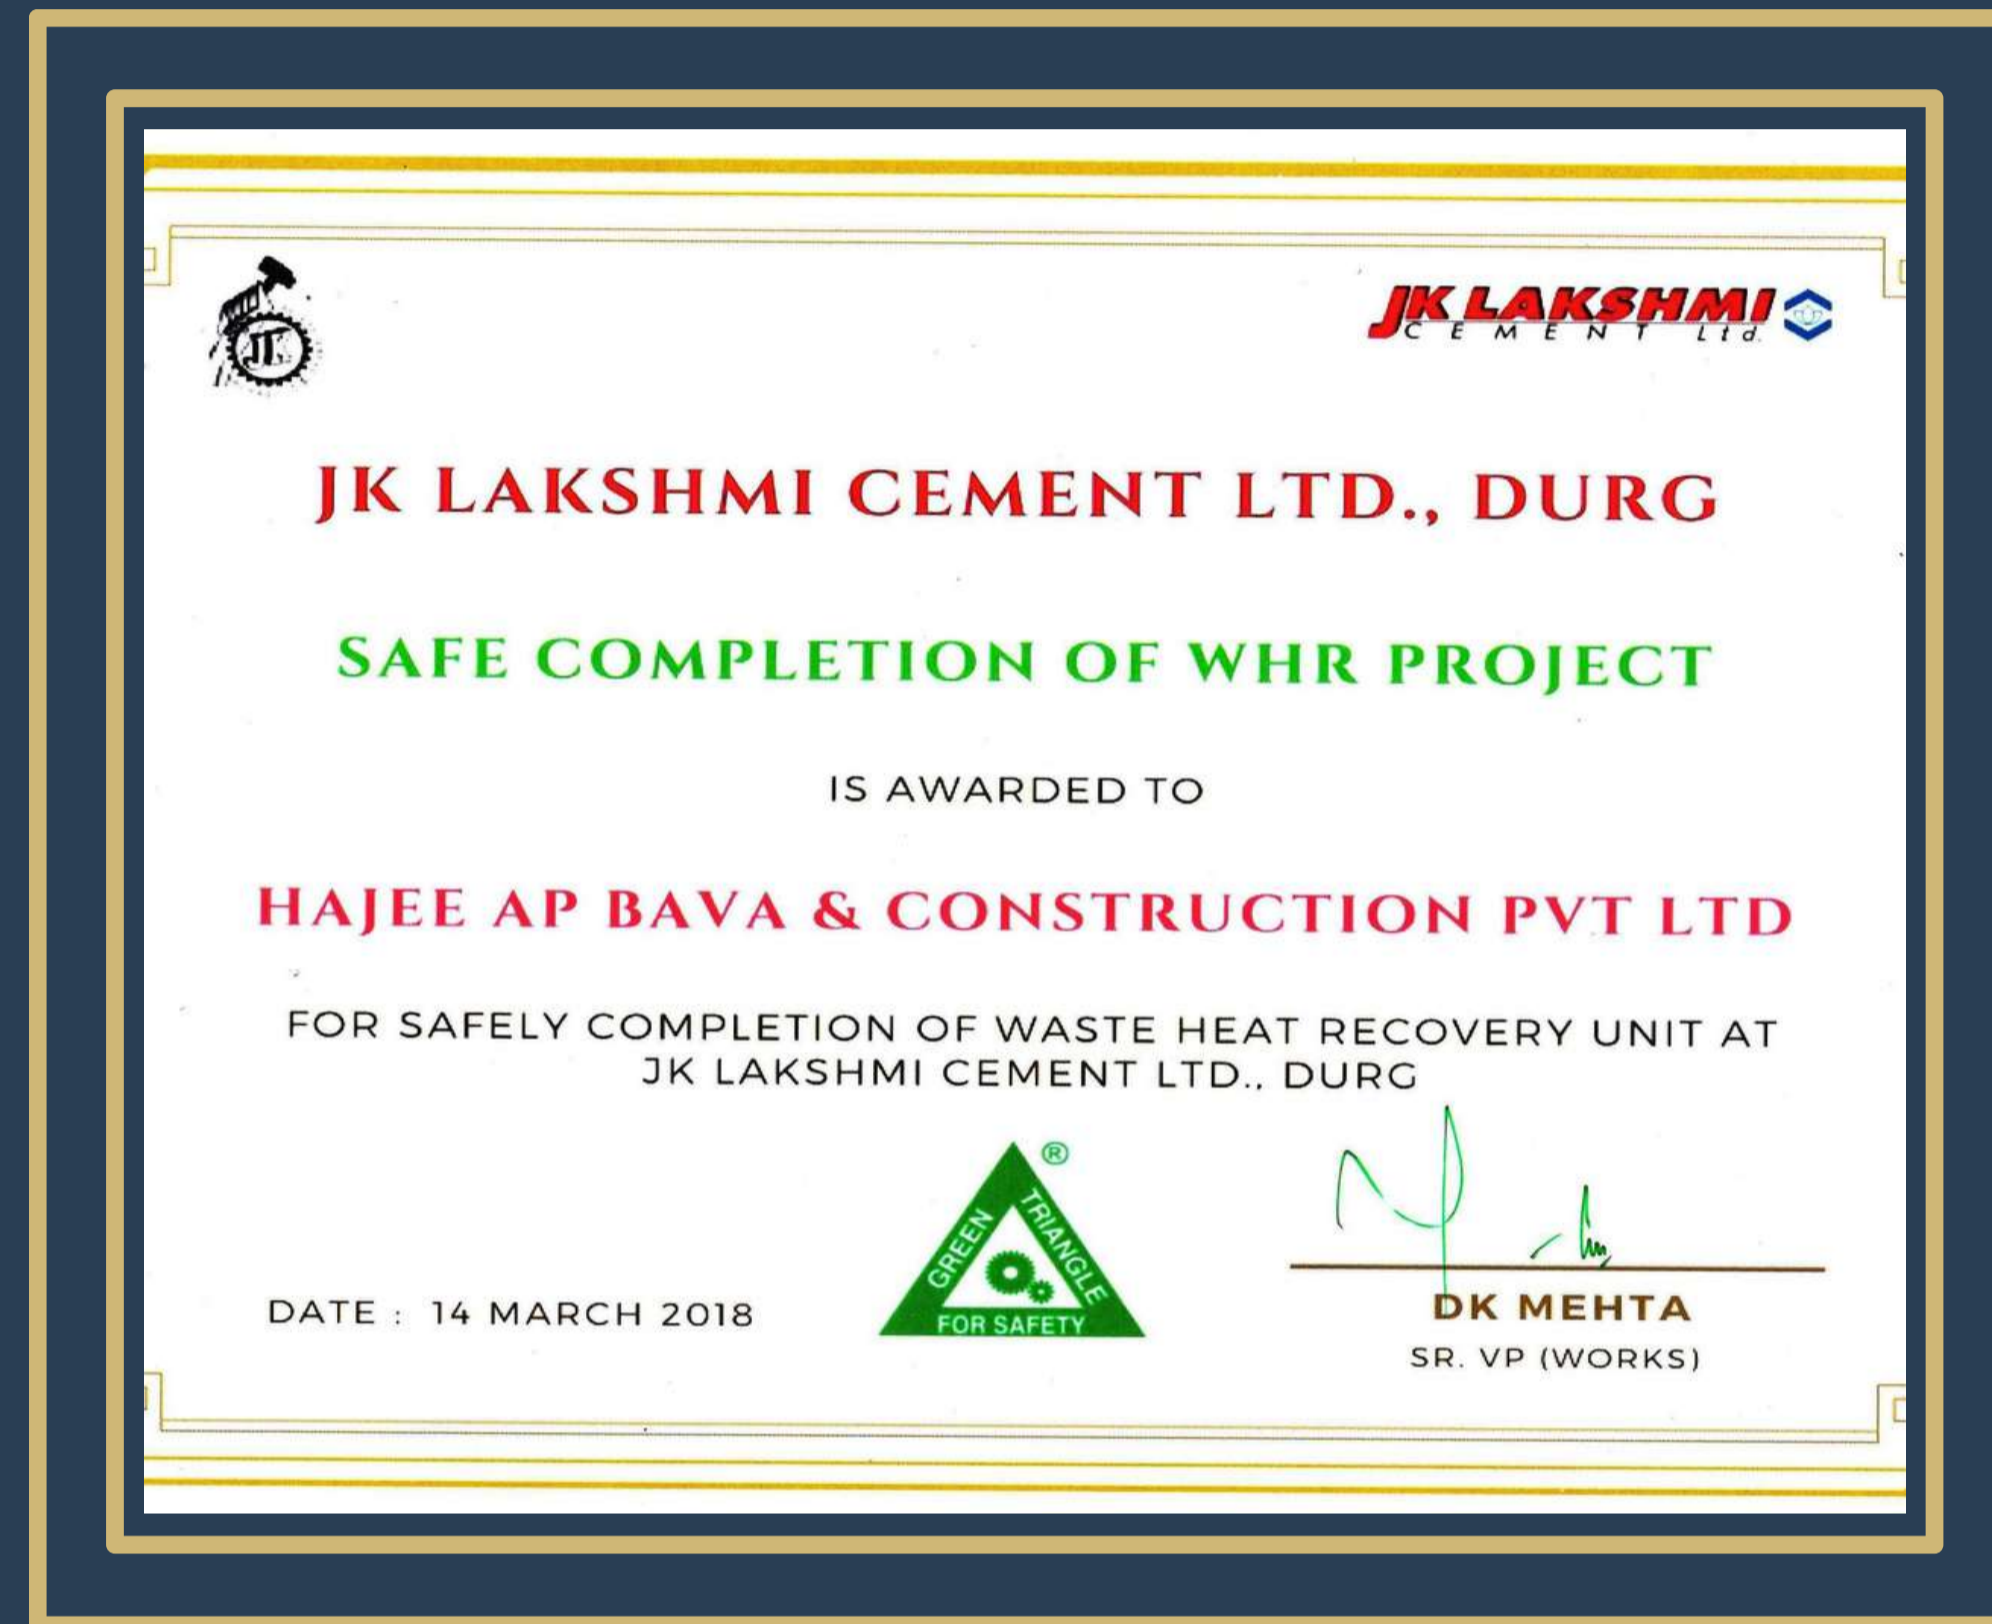 JK
JK LAKSHMI
CEMENT Ltd.
JK LAKSHMI CEMENT LTD., DURG
SAFE COMPLETION OF WHR PROJECT
IS AWARDED TO
HAJEE AP BAVA & CONSTRUCTION PVT LTD
FOR SAFELY COMPLETION OF WASTE HEAT RECOVERY UNIT AT
JK LAKSHMI CEMENT LTD., DURG
®
GREEN TRIANGLE
FOR SAFETY
DATE : 14 MARCH 2018
DK MEHTA
SR. VP (WORKS)